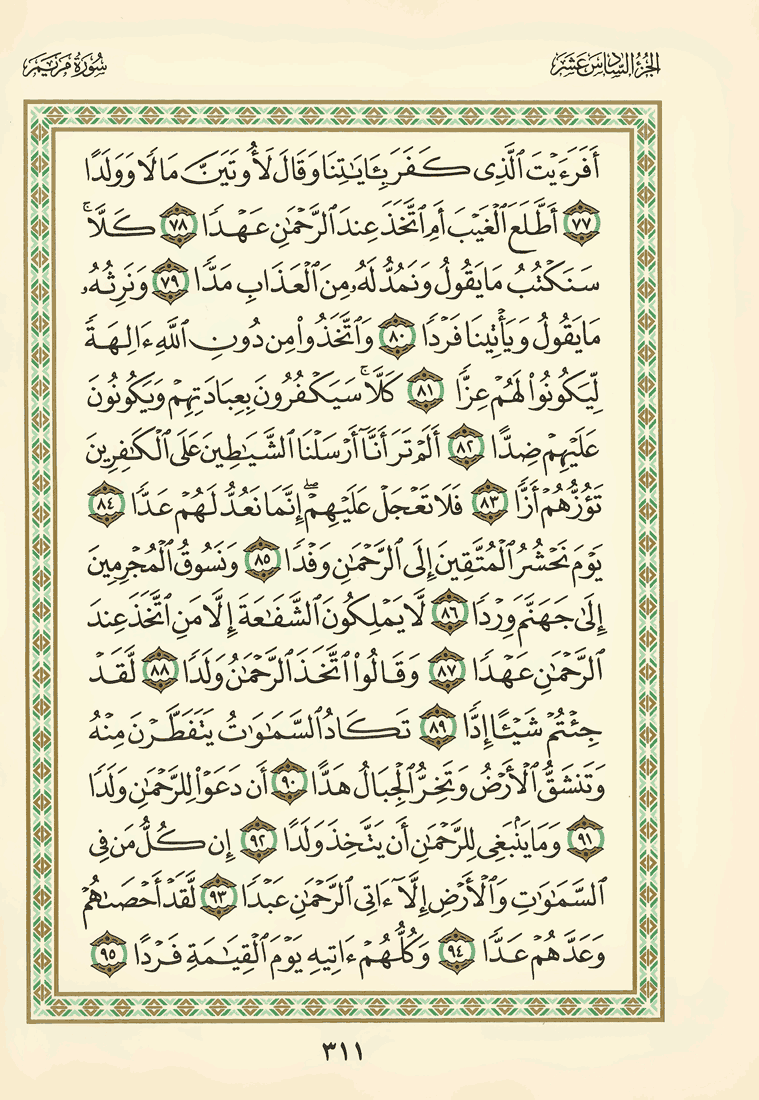 الجزء السادس عشر
سورة مريم
أَفَرَءَيْتَ ٱلَّذِى كَفَرَ بِـَٔايَٰتِنَا وَقَالَ لَأُوتَيَنَّ مَالًا وَوَلَدًا
٧٧ أَطَّلَعَ ٱلْغَيْبَ أَمِ ٱتَّخَذَ عِندَ ٱلرَّحْمَٰنِ عَهْدًا ٧٨ كَلَّا ۚ
سَنَكْتُبُ مَا يَقُولُ وَنَمُدُّ لَهُۥ مِنَ ٱلْعَذَابِ مَدًّا ٧٩ وَنَرِثُهُۥ
مَا يَقُولُ وَيَأْتِينَا فَرْدًا ٨٠ وَٱتَّخَذُوا۟ مِن دُونِ ٱللَّهِ ءَالِهَةً
لِّيَكُونُوا۟ لَهُمْ عِزًّا ٨١ كَلَّا ۚ سَيَكْفُرُونَ بِعِبَادَتِهِمْ وَيَكُونُونَ
عَلَيْهِمْ ضِدًّا ٨٢ أَلَمْ تَرَ أَنَّآ أَرْسَلْنَا ٱلشَّيَٰطِينَ عَلَى ٱلْكَٰفِرِينَ
تَؤُزُّهُمْ أَزًّا ٨٣ فَلَا تَعْجَلْ عَلَيْهِمْ ۖ إِنَّمَا نَعُدُّ لَهُمْ عَدًّا ٨٤
يَوْمَ نَحْشُرُ ٱلْمُتَّقِينَ إِلَى ٱلرَّحْمَٰنِ وَفْدًا ٨٥ وَنَسُوقُ ٱلْمُجْرِمِينَ
إِلَىٰ جَهَنَّمَ وِرْدًا ٨٦ لَّا يَمْلِكُونَ ٱلشَّفَٰعَةَ إِلَّا مَنِ ٱتَّخَذَ عِندَ
ٱلرَّحْمَٰنِ عَهْدًا ٨٧ وَقَالُوا۟ ٱتَّخَذَ ٱلرَّحْمَٰنُ وَلَدًا ٨٨ لَّقَدْ
جِئْتُمْ شَيْـًٔا إِدًّا ٨٩ تَكَادُ ٱلسَّمَٰوَٰتُ يَتَفَطَّرْنَ مِنْهُ
وَتَنشَقُّ ٱلْأَرْضُ وَتَخِرُّ ٱلْجِبَالُ هَدًّا ٩٠ أَن دَعَوْا۟ لِلرَّحْمَٰنِ وَلَدًا
٩١ وَمَا يَنۢبَغِى لِلرَّحْمَٰنِ أَن يَتَّخِذَ وَلَدًا ٩٢ إِن كُلُّ مَن فِى
ٱلسَّمَٰوَٰتِ وَٱلْأَرْضِ إِلَّآ ءَاتِى ٱلرَّحْمَٰنِ عَبْدًا ٩٣ لَّقَدْ أَحْصَىٰهُمْ
وَعَدَّهُمْ عَدًّا ٩٤ وَكُلُّهُمْ ءَاتِيهِ يَوْمَ ٱلْقِيَٰمَةِ فَرْدًا ٩٥
٣١١